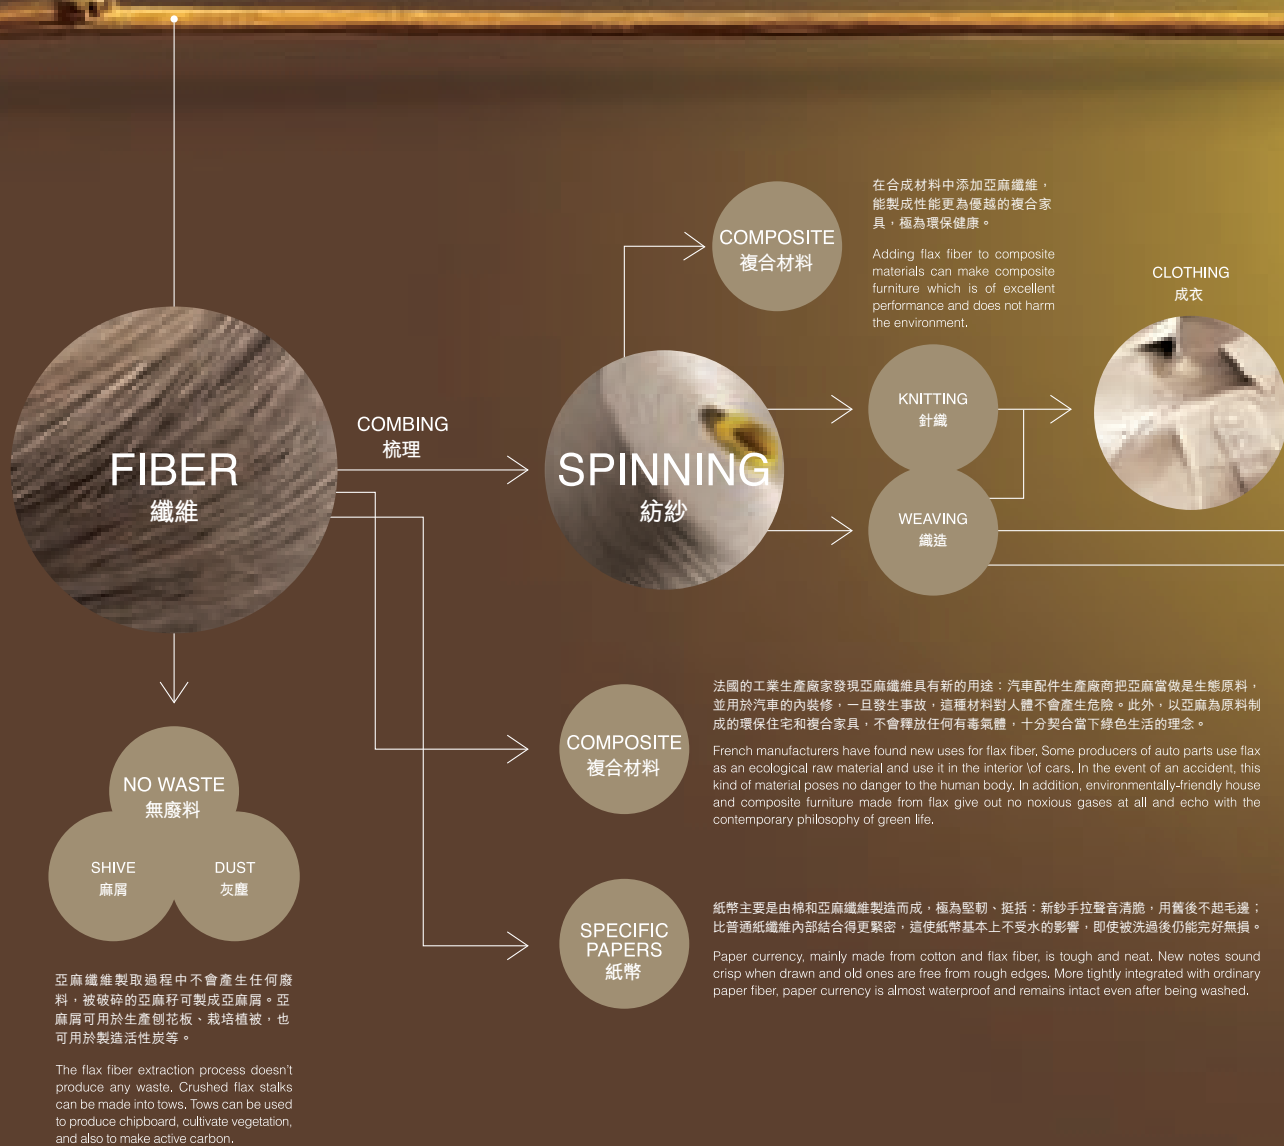 COMPOSITE
複合材料
在合成材料中添加亞麻纖維，
能製成性能更為優越的複合家
具，極為環保健康。
Adding flax fiber to composite
materials can make composite
furniture which is of excellent
performance and does not harm
the environment.
CLOTHING
成衣
FIBER
纖維
COMBING
梳理
SPINNING
紡紗
KNITTING
針織
WEAVING
織造
NO WASTE
無廢料
SHIVE
麻屑
DUST
灰塵
亞麻纖維製取過程中不會產生任何廢
料，被破碎的亞麻稈可製成亞麻屑。亞
麻屑可用於生產刨花板、栽培植被，也
可用於製造活性炭等。
The flax fiber extraction process doesn't
produce any waste. Crushed flax stalks
can be made into tows. Tows can be used
to produce chipboard, cultivate vegetation,
and also to make active carbon.
COMPOSITE
複合材料
法國的工業生產廠家發現亞麻纖維具有新的用途：汽車配件生產廠商把亞麻當做是生態原料，
並用於汽車的內裝修，一旦發生事故，這種材料對人體不會產生危險。此外，以亞麻為原料制
成的環保住宅和複合家具，不會釋放任何有毒氣體，十分契合當下綠色生活的理念。
French manufacturers have found new uses for flax fiber. Some producers of auto parts use flax
as an ecological raw material and use it in the interior \of cars. In the event of an accident, this
kind of material poses no danger to the human body. In addition, environmentally-friendly house
and composite furniture made from flax give out no noxious gases at all and echo with the
contemporary philosophy of green life.
SPECIFIC
PAPERS
紙幣
紙幣主要是由棉和亞麻纖維製造而成，極為堅韌、挺括：新鈔手拉聲音清脆，用舊後不起毛邊；
比普通紙纖維內部結合得更緊密，這使紙幣基本上不受水的影響，即使被洗過後仍能完好無損。
Paper currency, mainly made from cotton and flax fiber, is tough and neat. New notes sound
crisp when drawn and old ones are free from rough edges. More tightly integrated with ordinary
paper fiber, paper currency is almost waterproof and remains intact even after being washed.